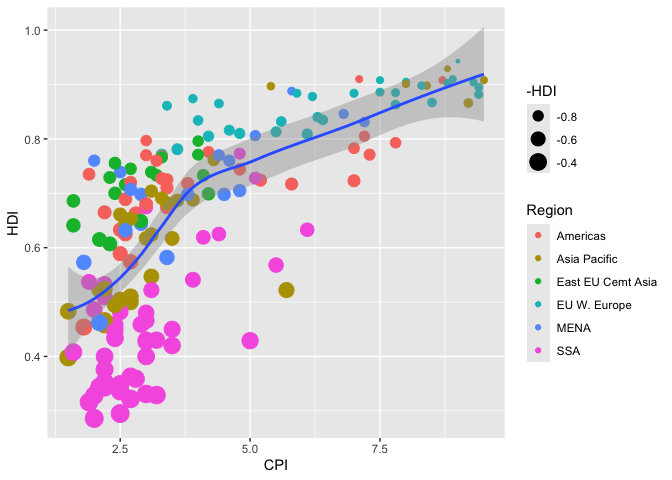 1.0
0.8
0.6
0.4
HDI
2.5
5.0
7.5
CPI
-HDI
-0.8
-0.6
-0.4
Region
Americas
Asia Pacific
East EU Cemt Asia
EU W. Europe
MENA
SSA